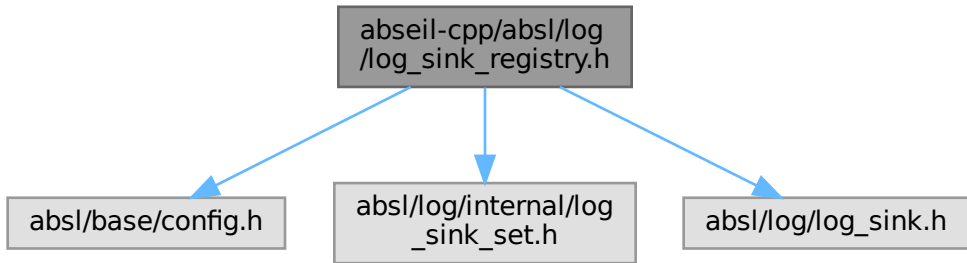 abseil-cpp/absl/log
/log_sink_registry.h
absl/base/config.h
absl/log/internal/log
_sink_set.h
absl/log/log_sink.h